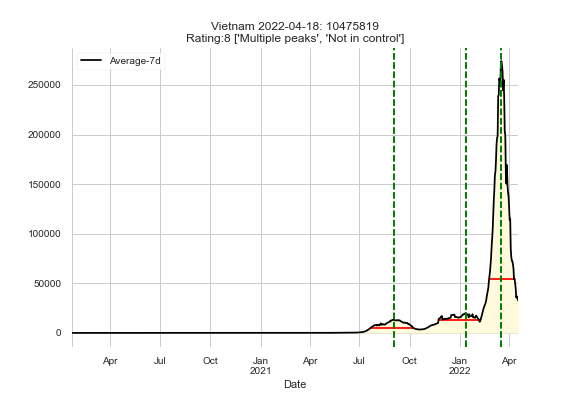 Vietnam 2022-04-18: 10475819
Rating:8 ['Multiple peaks', 'Not in control']
Average-7d
250000
200000
150000
100000
50000
0
Apr Jul Oct Jan Apr Jul Oct Jan Apr
2021 2022
Date